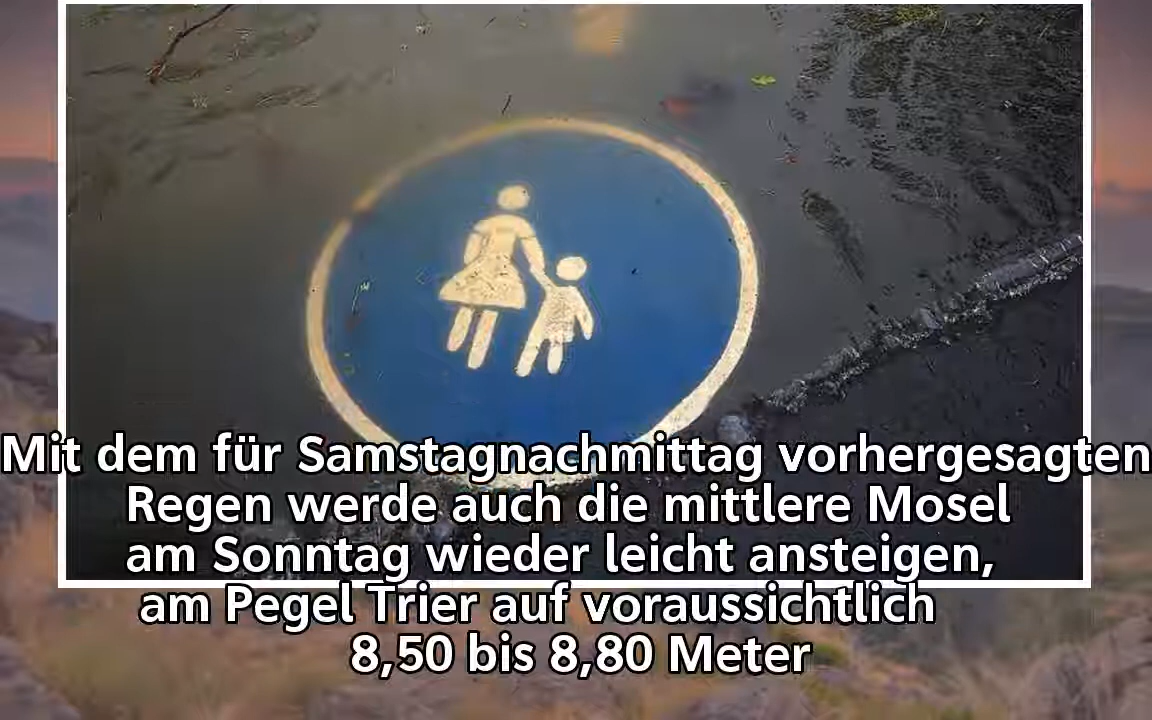 Mit dem für Samstagnachmittag vorhergesagten
Regen werde auch die mittlere Mosel
am Sonntag wieder leicht ansteigen,
am Pegel Trier auf voraussichtlich
8,50 bis 8,80 Meter